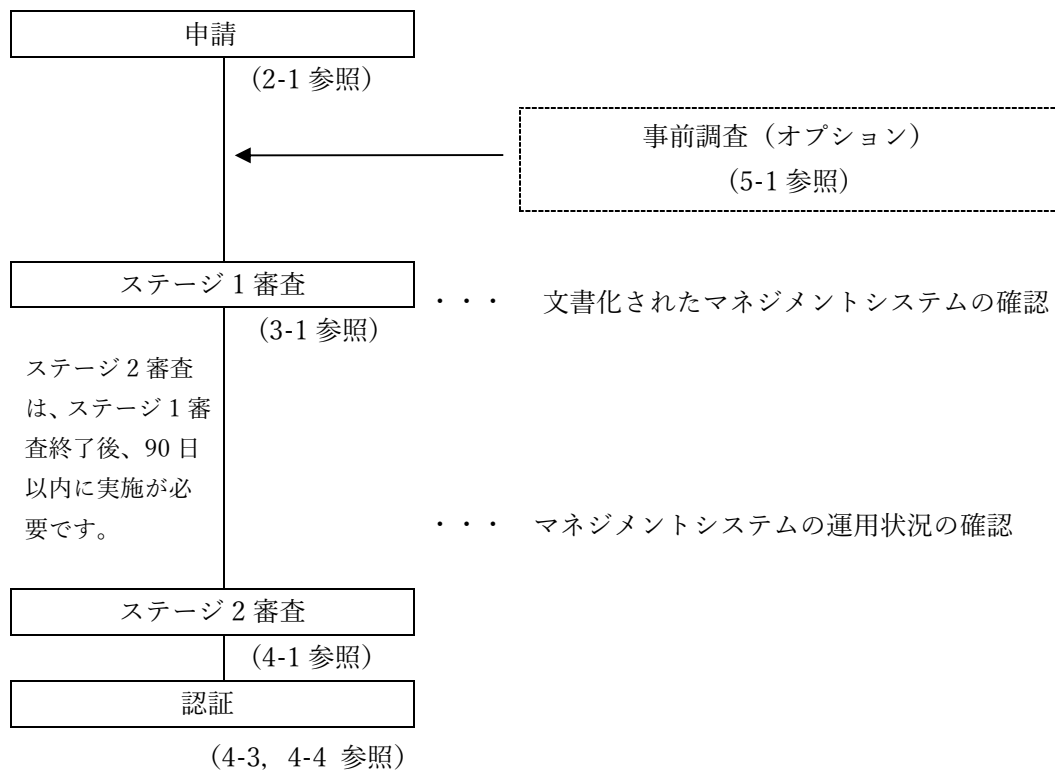 申請
（2-1 参照）
事前調査（オプション）
（5-1 参照）
ステージ 1 審査
・・・　文書化されたマネジメントシステムの確認
（3-1 参照）
ステージ 2 審査
は、ステージ 1 審
査終了後、90 日
以内に実施が必
要です。
・・・　マネジメントシステムの運用状況の確認
ステージ 2 審査
（4-1 参照）
認証
（4-3,  4-4 参照）